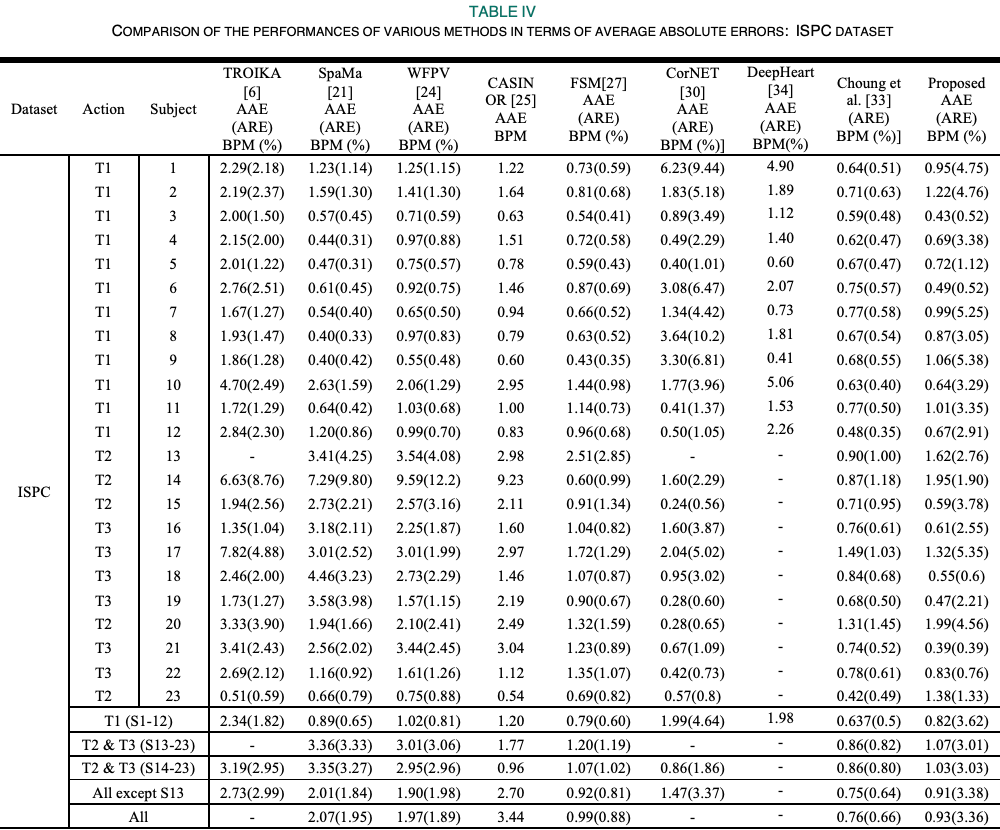 TABLE IV
COMPARISON OF THE PERFORMANCES OF VARIOUS METHODS IN TERMS OF AVERAGE ABSOLUTE ERRORS: ISPC DATASET
Dataset Action Subject TROIKA [6] AAE (ARE) BPM (%) SpaMa [21] AAE (ARE) BPM (%) WFPV [24] AAE (ARE) BPM (%) CASIN OR [25] AAE BPM FSM[27] AAE (ARE) BPM (%) CorNET [30] AAE (ARE) BPM (%)] DeepHeart [34] AAE (ARE) BPM(%) Choung et al. [33] (ARE) BPM (%)] Proposed AAE (ARE) BPM (%)
T1 1 2.29(2.18) 1.23(1.14) 1.25(1.15) 1.22 0.73(0.59) 6.23(9.44) 4.90 0.64(0.51) 0.95(4.75)
T1 2 2.19(2.37) 1.59(1.30) 1.41(1.30) 1.64 0.81(0.68) 1.83(5.18) 1.89 0.71(0.63) 1.22(4.76)
T1 3 2.00(1.50) 0.57(0.45) 0.71(0.59) 0.63 0.54(0.41) 0.89(3.49) 1.12 0.59(0.48) 0.43(0.52)
T1 4 2.15(2.00) 0.44(0.31) 0.97(0.88) 1.51 0.72(0.58) 0.49(2.29) 1.40 0.62(0.47) 0.69(3.38)
T1 5 2.01(1.22) 0.47(0.31) 0.75(0.57) 0.78 0.59(0.43) 0.40(1.01) 0.60 0.67(0.47) 0.72(1.12)
T1 6 2.76(2.51) 0.61(0.45) 0.92(0.75) 1.46 0.87(0.69) 3.08(6.47) 2.07 0.75(0.57) 0.49(0.52)
T1 7 1.67(1.27) 0.54(0.40) 0.65(0.50) 0.94 0.66(0.52) 1.34(4.42) 0.73 0.77(0.58) 0.99(5.25)
T1 8 1.93(1.47) 0.40(0.33) 0.97(0.83) 0.79 0.63(0.52) 3.64(10.2) 1.81 0.67(0.54) 0.87(3.05)
T1 9 1.86(1.28) 0.40(0.42) 0.55(0.48) 0.60 0.43(0.35) 3.30(6.81) 0.41 0.68(0.55) 1.06(5.38)
T1 10 4.70(2.49) 2.63(1.59) 2.06(1.29) 2.95 1.44(0.98) 1.77(3.96) 5.06 0.63(0.40) 0.64(3.29)
T1 11 1.72(1.29) 0.64(0.42) 1.03(0.68) 1.00 1.14(0.73) 0.41(1.37) 1.53 0.77(0.50) 1.01(3.35)
T1 12 2.84(2.30) 1.20(0.86) 0.99(0.70) 0.83 0.96(0.68) 0.50(1.05) 2.26 0.48(0.35) 0.67(2.91)
T2 13 - 3.41(4.25) 3.54(4.08) 2.98 2.51(2.85) - - 0.90(1.00) 1.62(2.76)
ISPC T2 14 6.63(8.76) 7.29(9.80) 9.59(12.2) 9.23 0.60(0.99) 1.60(2.29) - 0.87(1.18) 1.95(1.90)
T2 15 1.94(2.56) 2.73(2.21) 2.57(3.16) 2.11 0.91(1.34) 0.24(0.56) - 0.71(0.95) 0.59(3.78)
T3 16 1.35(1.04) 3.18(2.11) 2.25(1.87) 1.60 1.04(0.82) 1.60(3.87) - 0.76(0.61) 0.61(2.55)
T3 17 7.82(4.88) 3.01(2.52) 3.01(1.99) 2.97 1.72(1.29) 2.04(5.02) - 1.49(1.03) 1.32(5.35)
T3 18 2.46(2.00) 4.46(3.23) 2.73(2.29) 1.46 1.07(0.87) 0.95(3.02) - 0.84(0.68) 0.55(0.6)
T3 19 1.73(1.27) 3.58(3.98) 1.57(1.15) 2.19 0.90(0.67) 0.28(0.60) - 0.68(0.50) 0.47(2.21)
T2 20 3.33(3.90) 1.94(1.66) 2.10(2.41) 2.49 1.32(1.59) 0.28(0.65) - 1.31(1.45) 1.99(4.56)
T3 21 3.41(2.43) 2.56(2.02) 3.44(2.45) 3.04 1.23(0.89) 0.67(1.09) - 0.74(0.52) 0.39(0.39)
T3 22 2.69(2.12) 1.16(0.92) 1.61(1.26) 1.12 1.35(1.07) 0.42(0.73) - 0.78(0.61) 0.83(0.76)
T2 23 0.51(0.59) 0.66(0.79) 0.75(0.88) 0.54 0.69(0.82) 0.57(0.8) - 0.42(0.49) 1.38(1.33)
T1 (S1-12) 2.34(1.82) 0.89(0.65) 1.02(0.81) 1.20 0.79(0.60) 1.99(4.64) 1.98 0.637(0.5) 0.82(3.62)
T2 & T3 (S13-23) - 3.36(3.33) 3.01(3.06) 1.77 1.20(1.19) - - 0.86(0.82) 1.07(3.01)
T2 & T3 (S14-23) 3.19(2.95) 3.35(3.27) 2.95(2.96) 0.96 1.07(1.02) 0.86(1.86) - 0.86(0.80) 1.03(3.03)
All except S13 2.73(2.99) 2.01(1.84) 1.90(1.98) 2.70 0.92(0.81) 1.47(3.37) - 0.75(0.64) 0.91(3.38)
All - 2.07(1.95) 1.97(1.89) 3.44 0.99(0.88) - - 0.76(0.66) 0.93(3.36)